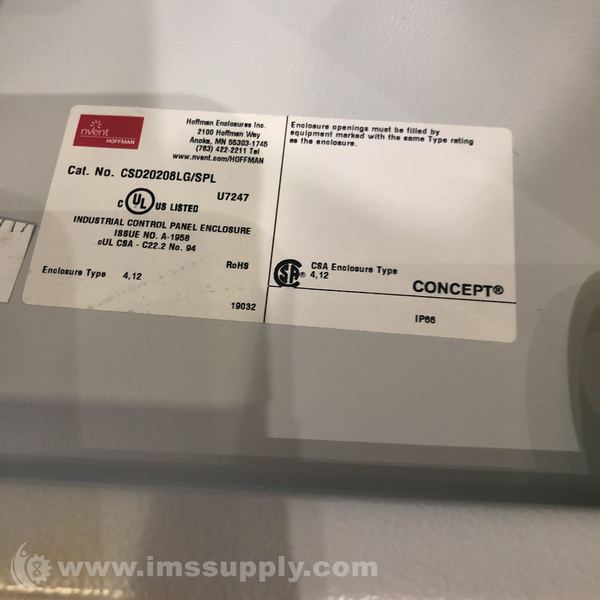 nvent
HOFFMAN
Hoffman Enclosures Inc.
2100 Hoffman Way
Anoka, MN 55303-1745
(763) 422-2211 Tel
www.nvent.com/HOFFMAN
Cat. No. CSD20208LG/SPL
U7247
C UL US LISTED
INDUSTRIAL CONTROL PANEL ENCLOSURE
ISSUE NO. A-1958
cUL CSA - C22.2 No. 94
Enclosure Type 4,12
RoHS
19032
Enclosure openings must be filled by
equipment marked with the same Type rating
as the enclosure.
CSA Enclosure Type
4,12
CONCEPT®
IP66
www.imssupply.com/